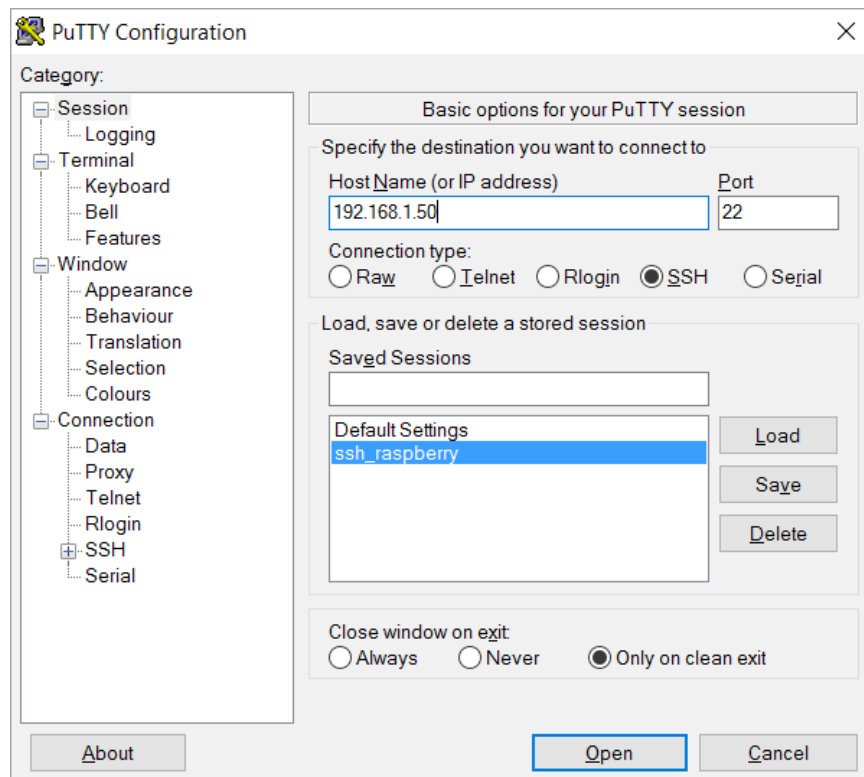 PuTTY Configuration
Category:
Session
Logging
Terminal
Keyboard
Bell
Features
Window
Appearance
Behaviour
Translation
Selection
Colours
Connection
Data
Proxy
Telnet
Rlogin
SSH
Serial
Basic options for your PuTTY session
Specify the destination you want to connect to
Host Name (or IP address) Port
192.168.1.50 22
Connection type:
Raw Telnet Rlogin SSH Serial
Load, save or delete a stored session
Saved Sessions
Default Settings
ssh_raspberry
Load
Save
Delete
Close window on exit:
Always Never Only on clean exit
About Open Cancel